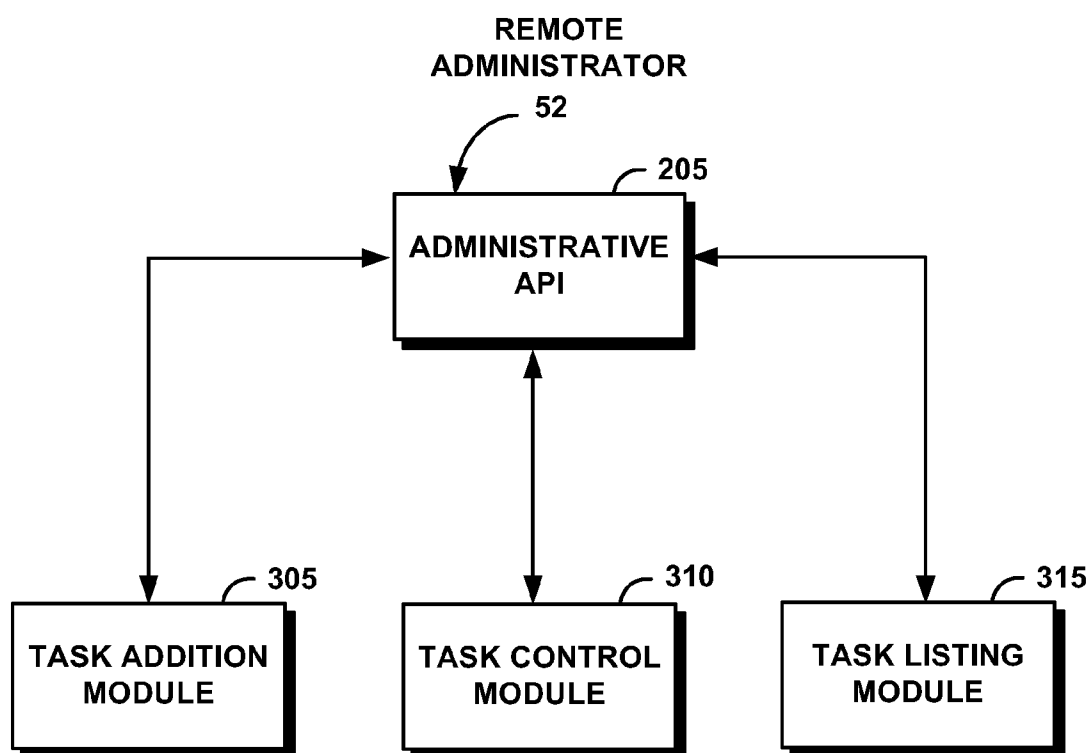 REMOTE
ADMINISTRATOR
52
205
ADMINISTRATIVE
API
305
310
315
TASK ADDITION
MODULE
TASK CONTROL
MODULE
TASK LISTING
MODULE